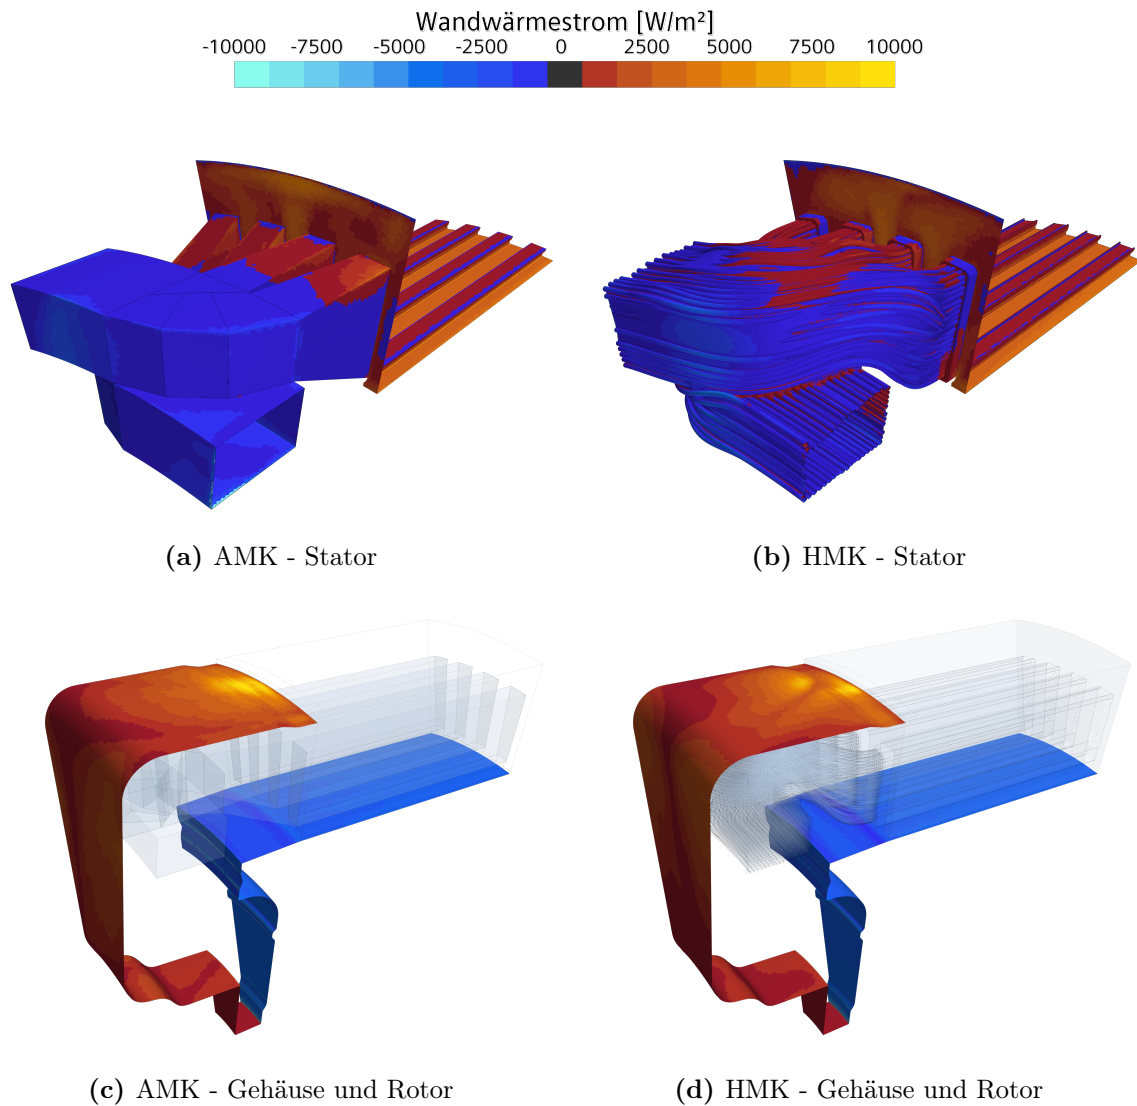 Wandwärmestrom [W/m²]
-10000 -7500 -5000 -2500 0 2500 5000 7500 10000
(a) AMK - Stator
(b) HMK - Stator
(c) AMK - Gehäuse und Rotor
(d) HMK - Gehäuse und Rotor